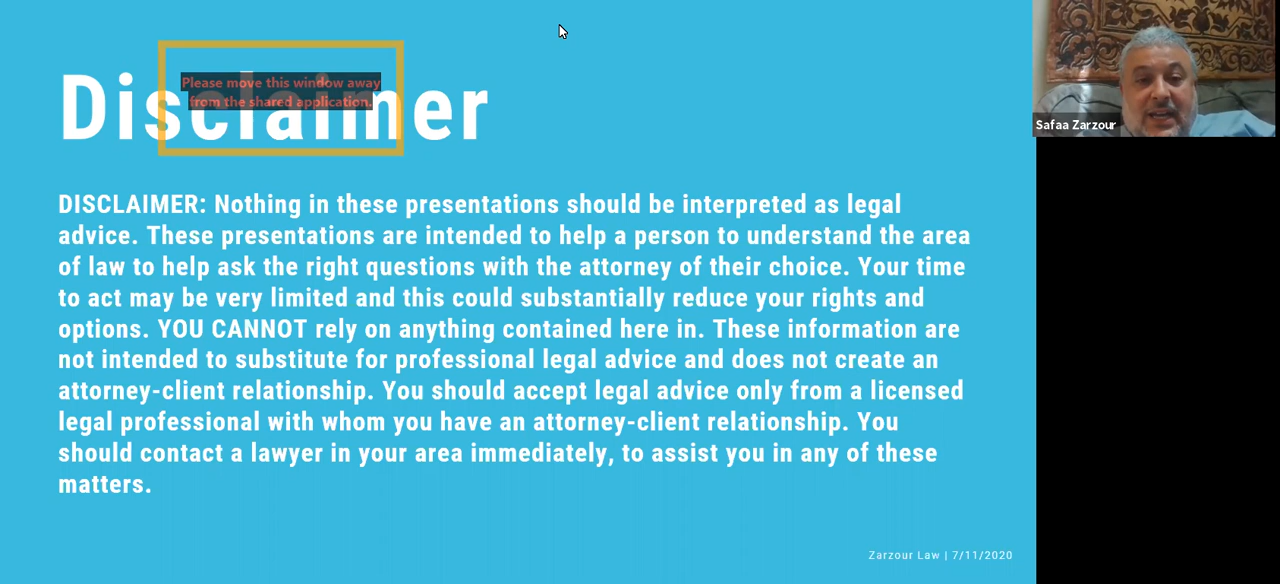 Disclaimer
Please move this window away
from the shared application.
Safaa Zarzour
DISCLAIMER: Nothing in these presentations should be interpreted as legal
advice. These presentations are intended to help a person to understand the area
of law to help ask the right questions with the attorney of their choice. Your time
to act may be very limited and this could substantially reduce your rights and
options. YOU CANNOT rely on anything contained here in. These information are
not intended to substitute for professional legal advice and does not create an
attorney-client relationship. You should accept legal advice only from a licensed
legal professional with whom you have an attorney-client relationship. You
should contact a lawyer in your area immediately, to assist you in any of these
matters.
Zarzour Law | 7/11/2020